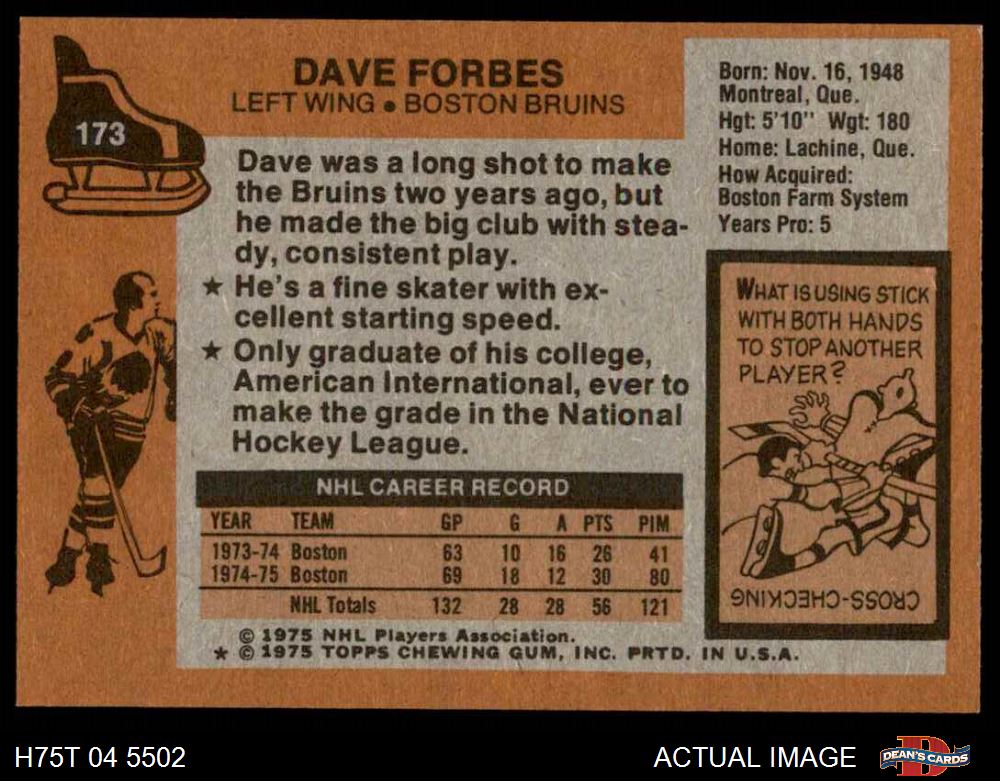 173
DAVE FORBES
LEFT WING • BOSTON BRUINS
Dave was a long shot to make
the Bruins two years ago, but
he made the big club with stea-
dy, consistent play.
★ He's a fine skater with ex-
cellent starting speed.
★ Only graduate of his college,
American International, ever to
make the grade in the National
Hockey League.
Born: Nov. 16, 1948
Montreal, Que.
Hgt: 5'10" Wgt: 180
Home: Lachine, Que.
How Acquired:
Boston Farm System
Years Pro: 5
WHAT IS USING STICK
WITH BOTH HANDS
TO STOP ANOTHER
PLAYER?
CROSS-CHECKING
NHL CAREER RECORD
YEAR TEAM GP G A PTS PIM
1973-74 Boston 63 10 16 26 41
1974-75 Boston 69 18 12 30 80
NHL Totals 132 28 28 56 121
© 1975 NHL Players Association.
★ © 1975 TOPPS CHEWING GUM, INC. PRTD. IN U.S.A.
H75T 04 5502
ACTUAL IMAGE
D
DEAN'S CARDS